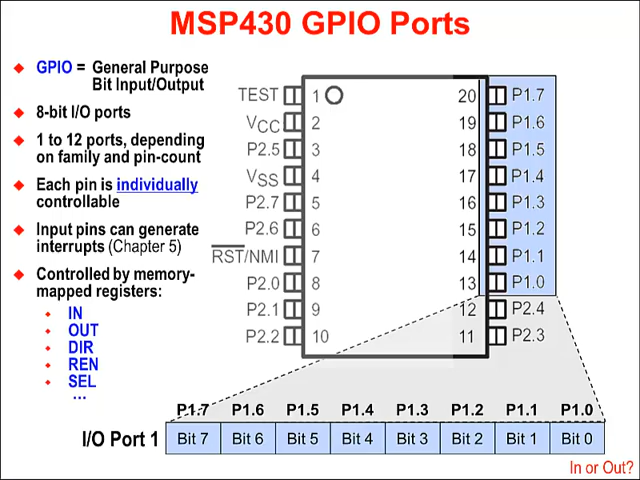 MSP430 GPIO Ports
GPIO = General Purpose
Bit Input/Output
8-bit I/O ports
1 to 12 ports, depending
on family and pin-count
Each pin is individually
controllable
Input pins can generate
interrupts (Chapter 5)
Controlled by memory-
mapped registers:
IN
OUT
DIR
REN
SEL
...
TEST 1 20 P1.7
VCC 2 19 P1.6
P2.5 3 18 P1.5
VSS 4 17 P1.4
P2.7 5 16 P1.3
P2.6 6 15 P1.2
RST/NMI 7 14 P1.1
P2.0 8 13 P1.0
P2.1 9 12 P2.4
P2.2 10 11 P2.3
P1.7 P1.6 P1.5 P1.4 P1.3 P1.2 P1.1 P1.0
I/O Port 1 Bit 7 Bit 6 Bit 5 Bit 4 Bit 3 Bit 2 Bit 1 Bit 0
In or Out?